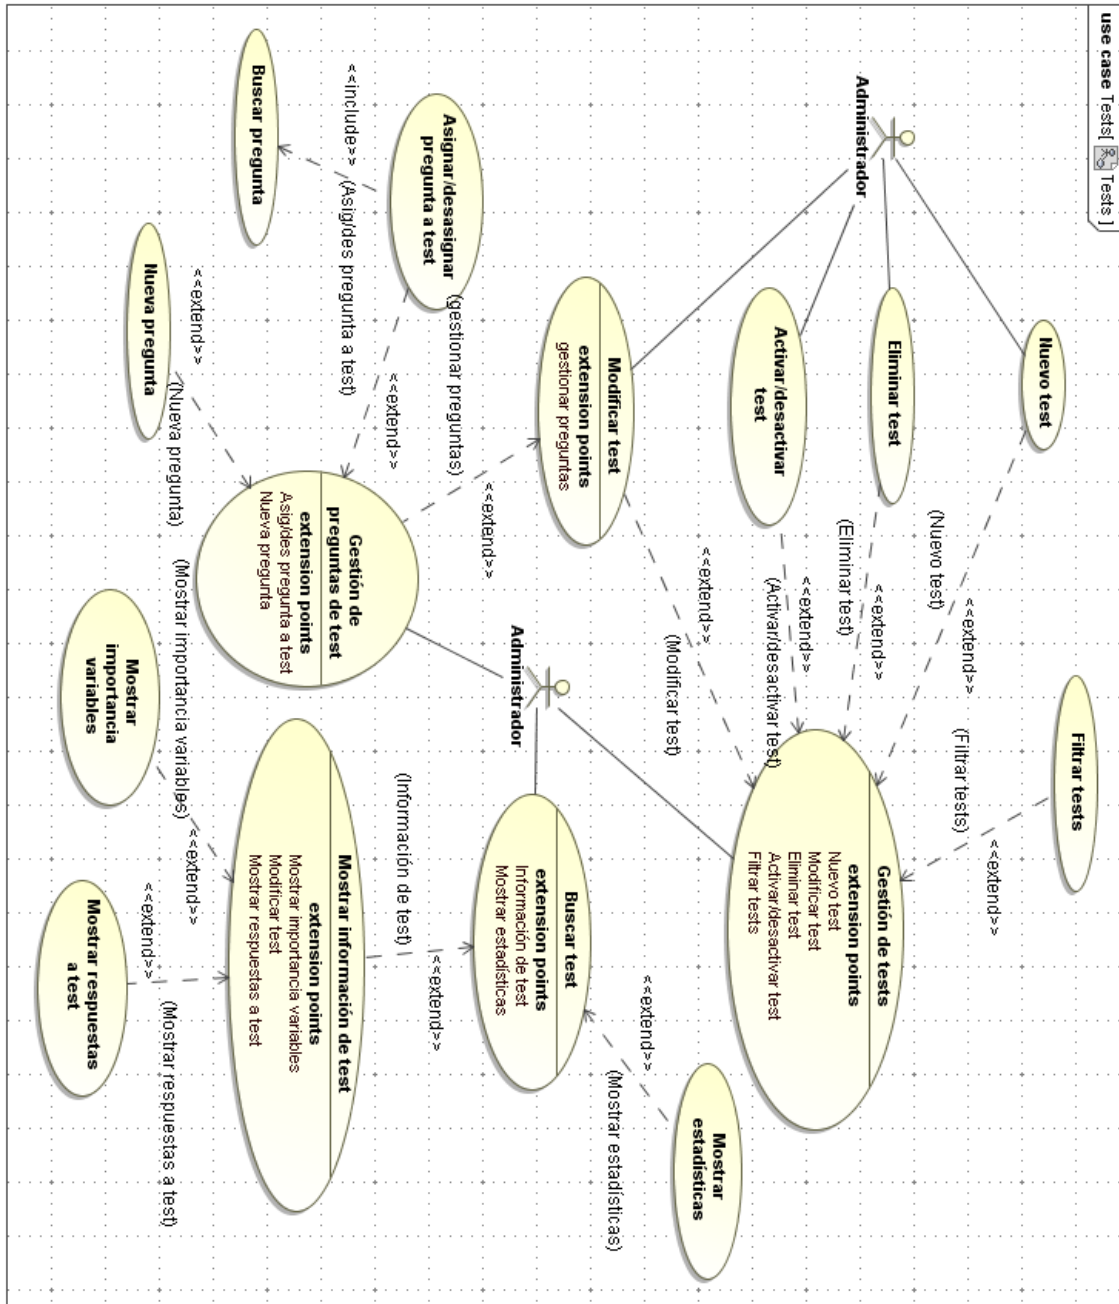 use case Tests[ Tests ]
Administrador
Nuevo test
Eliminar test
Activar/desactivar
test
Modificar test
extension points
gestionar preguntas
Asignar/desasignar
pregunta a test
Buscar pregunta
Nueva pregunta
<<include>>
(Asig/des pregunta a test)
<<extend>>
(gestionar preguntas)
<<extend>>
<<extend>>
(Nueva pregunta)
Gestión de
preguntas de test
extension points
Asig/des pregunta a test
Nueva pregunta
(Nuevo test)
<<extend>>
(Eliminar test)
<<extend>>
(Activar/desactivar test)
<<extend>>
(Modificar test)
<<extend>>
Filtrar tests
(Filtrar tests)
<<extend>>
Gestión de tests
extension points
Nuevo test
Modificar test
Eliminar test
Activar/desactivar test
Filtrar tests
Administrador
Buscar test
extension points
Información de test
Mostrar estadísticas
Mostrar
estadísticas
<<extend>>
(Mostrar estadísticas)
(Información de test)
<<extend>>
Mostrar información de test
extension points
Mostrar importancia variables
Modificar test
Mostrar respuestas a test
Mostrar
importancia
variables
(Mostrar importancia variables)
<<extend>>
Mostrar respuestas
a test
<<extend>>
(Mostrar respuestas a test)